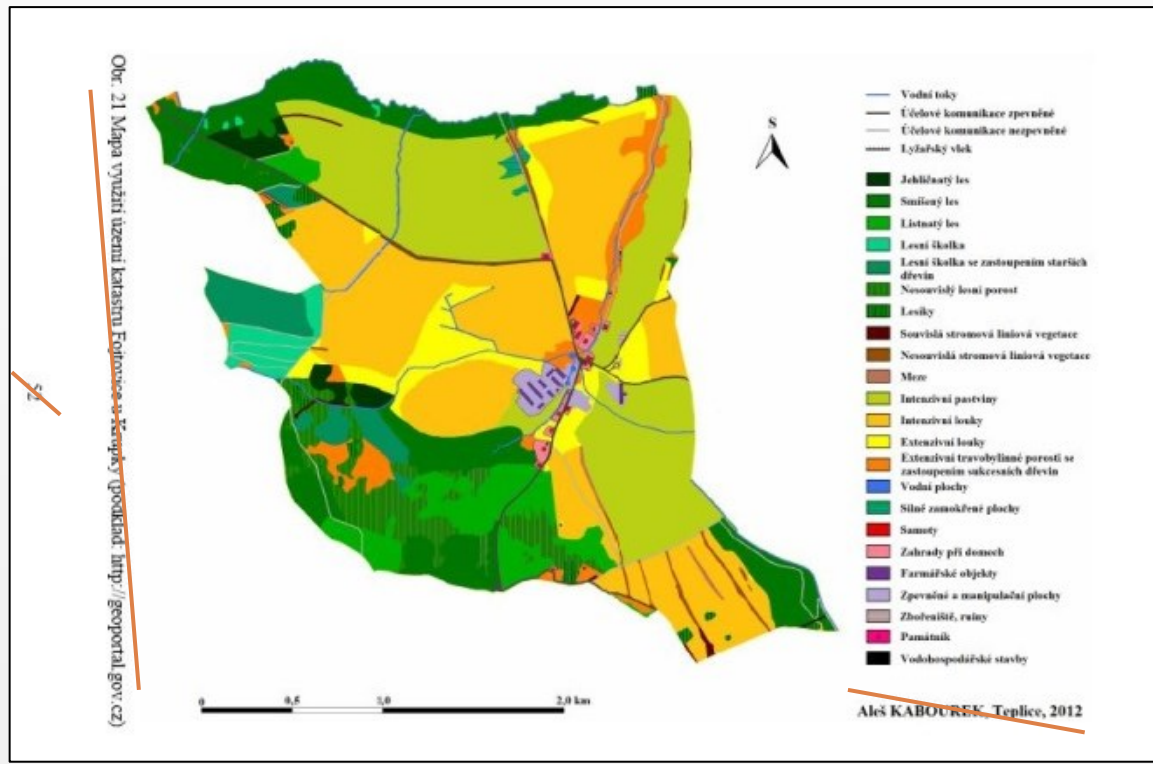 Obr. 21 Mapa využití území katastru Fojtovice u Krupky (podklad: http://geoportal.gov.cz)
S
Vodní toky
Účelové komunikace zpevněné
Účelové komunikace nezpevněné
Lyžařský vlek
Jehličnatý les
Smíšený les
Listnatý les
Lesní školka
Lesní školka se zastoupením starších
dřevin
Nesouvislý lesní porost
Lesíky
Souvislá stromová liniová vegetace
Nesouvislá stromová liniová vegetace
Meze
Intenzivní pastviny
Intenzivní louky
Extenzivní louky
Extenzivní travobylinné porosti se
zastoupením sukcesních dřevin
Vodní plochy
Silně zamokřené plochy
Samoty
Zahrady při domech
Farmářské objekty
Zpevněné a manipulační plochy
Zbořeniště, ruiny
Památník
Vodohospodářské stavby
0 0,5 1,0 2,0 km
Aleš KABOUREK, Teplice, 2012